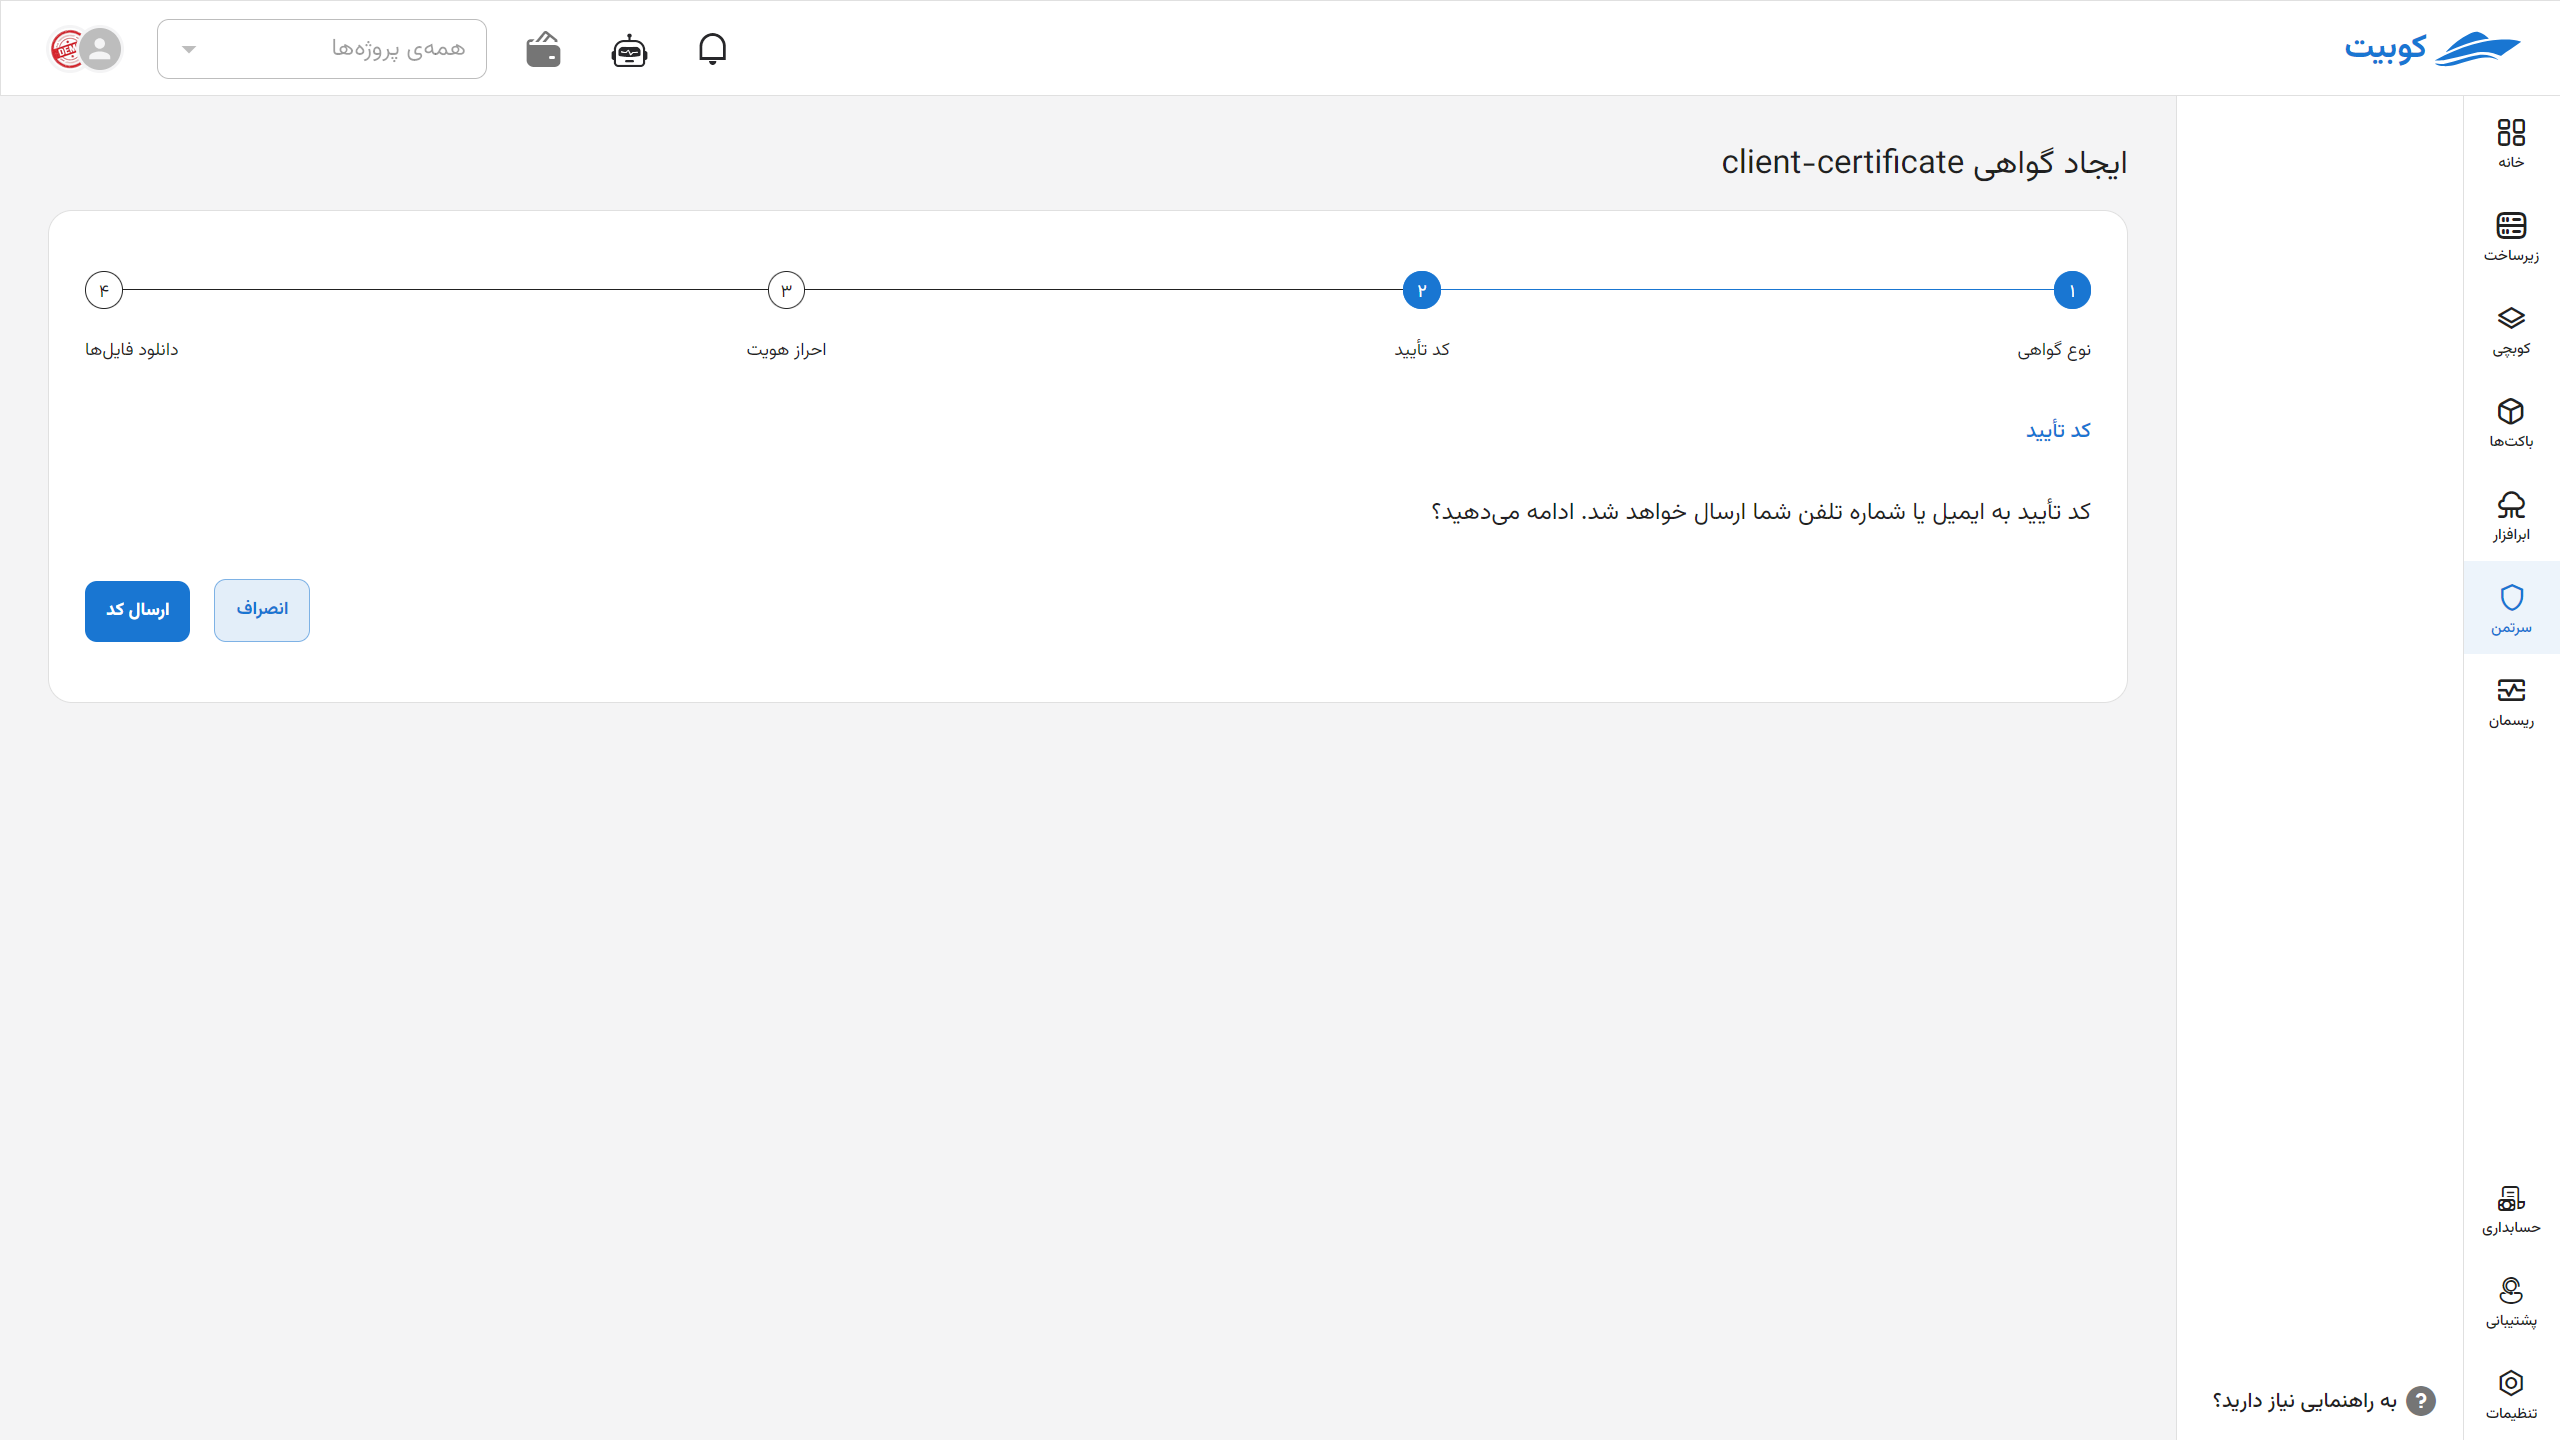 کوبیت
همه‌ی پروژه‌ها
DEM
خانه
زیرساخت
کوبچی
باکت‌ها
ابرافزار
سرتمن
ریسمان
حسابداری
پشتیبانی
تنظیمات
به راهنمایی نیاز دارید؟
ایجاد گواهی client-certificate
۱ ۲ ۳ ۴
نوع گواهی کد تأیید احراز هویت دانلود فایل‌ها
کد تأیید
کد تأیید به ایمیل یا شماره تلفن شما ارسال خواهد شد. ادامه می‌دهید؟
انصراف ارسال کد